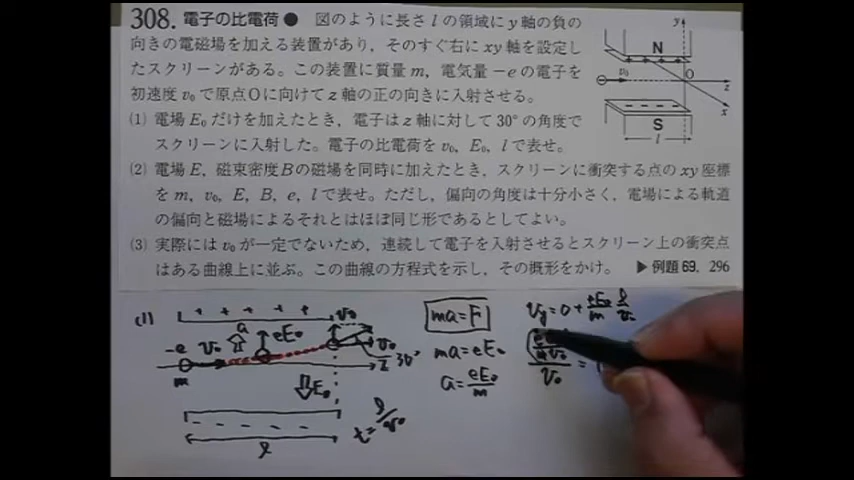 308. 電子の比電荷 ● 図のように長さ l の領域に y 軸の負の
向きの電磁場を加える装置があり，そのすぐ右に xy 軸を設定し
たスクリーンがある。この装置に質量 m，電気量 −e の電子を
初速度 v₀ で原点Oに向けて z 軸の正の向きに入射させる。
(1) 電場 E₀ だけを加えたとき，電子は z 軸に対して 30° の角度で
スクリーンに入射した。電子の比電荷を v₀，E₀，l で表せ。
(2) 電場 E，磁束密度 B の磁場を同時に加えたとき，スクリーンに衝突する点の xy 座標
を m，v₀，E，B，e，l で表せ。ただし，偏向の角度は十分小さく，電場による軌道
の偏向と磁場によるそれとはほぼ同じ形であるとしてよい。
(3) 実際には v₀ が一定でないため，連続して電子を入射させるとスクリーン上の衝突点
はある曲線上に並ぶ。この曲線の方程式を示し，その概形をかけ。 ▶例題 69, 296
y
N
+ + + +
v₀
O
z
x
− − − −
S
l
(1)
+ + + + +
a
eE₀
v₀
v₀
−e
v₀
m
z
30°
E₀
− − − − −
l
t = l/v₀
ma = F
ma = eE₀
a = eE₀/m
v_y = 0 + eE₀/m l/v₀
v₀ =